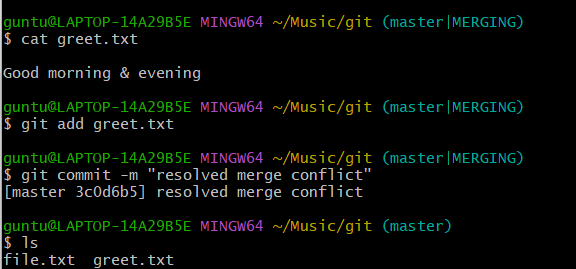 guntu@LAPTOP-14A29B5E MINGW64 ~/Music/git (master|MERGING)
$ cat greet.txt
Good morning & evening
guntu@LAPTOP-14A29B5E MINGW64 ~/Music/git (master|MERGING)
$ git add greet.txt
guntu@LAPTOP-14A29B5E MINGW64 ~/Music/git (master|MERGING)
$ git commit -m "resolved merge conflict"
[master 3c0d6b5] resolved merge conflict
guntu@LAPTOP-14A29B5E MINGW64 ~/Music/git (master)
$ ls
file.txt  greet.txt